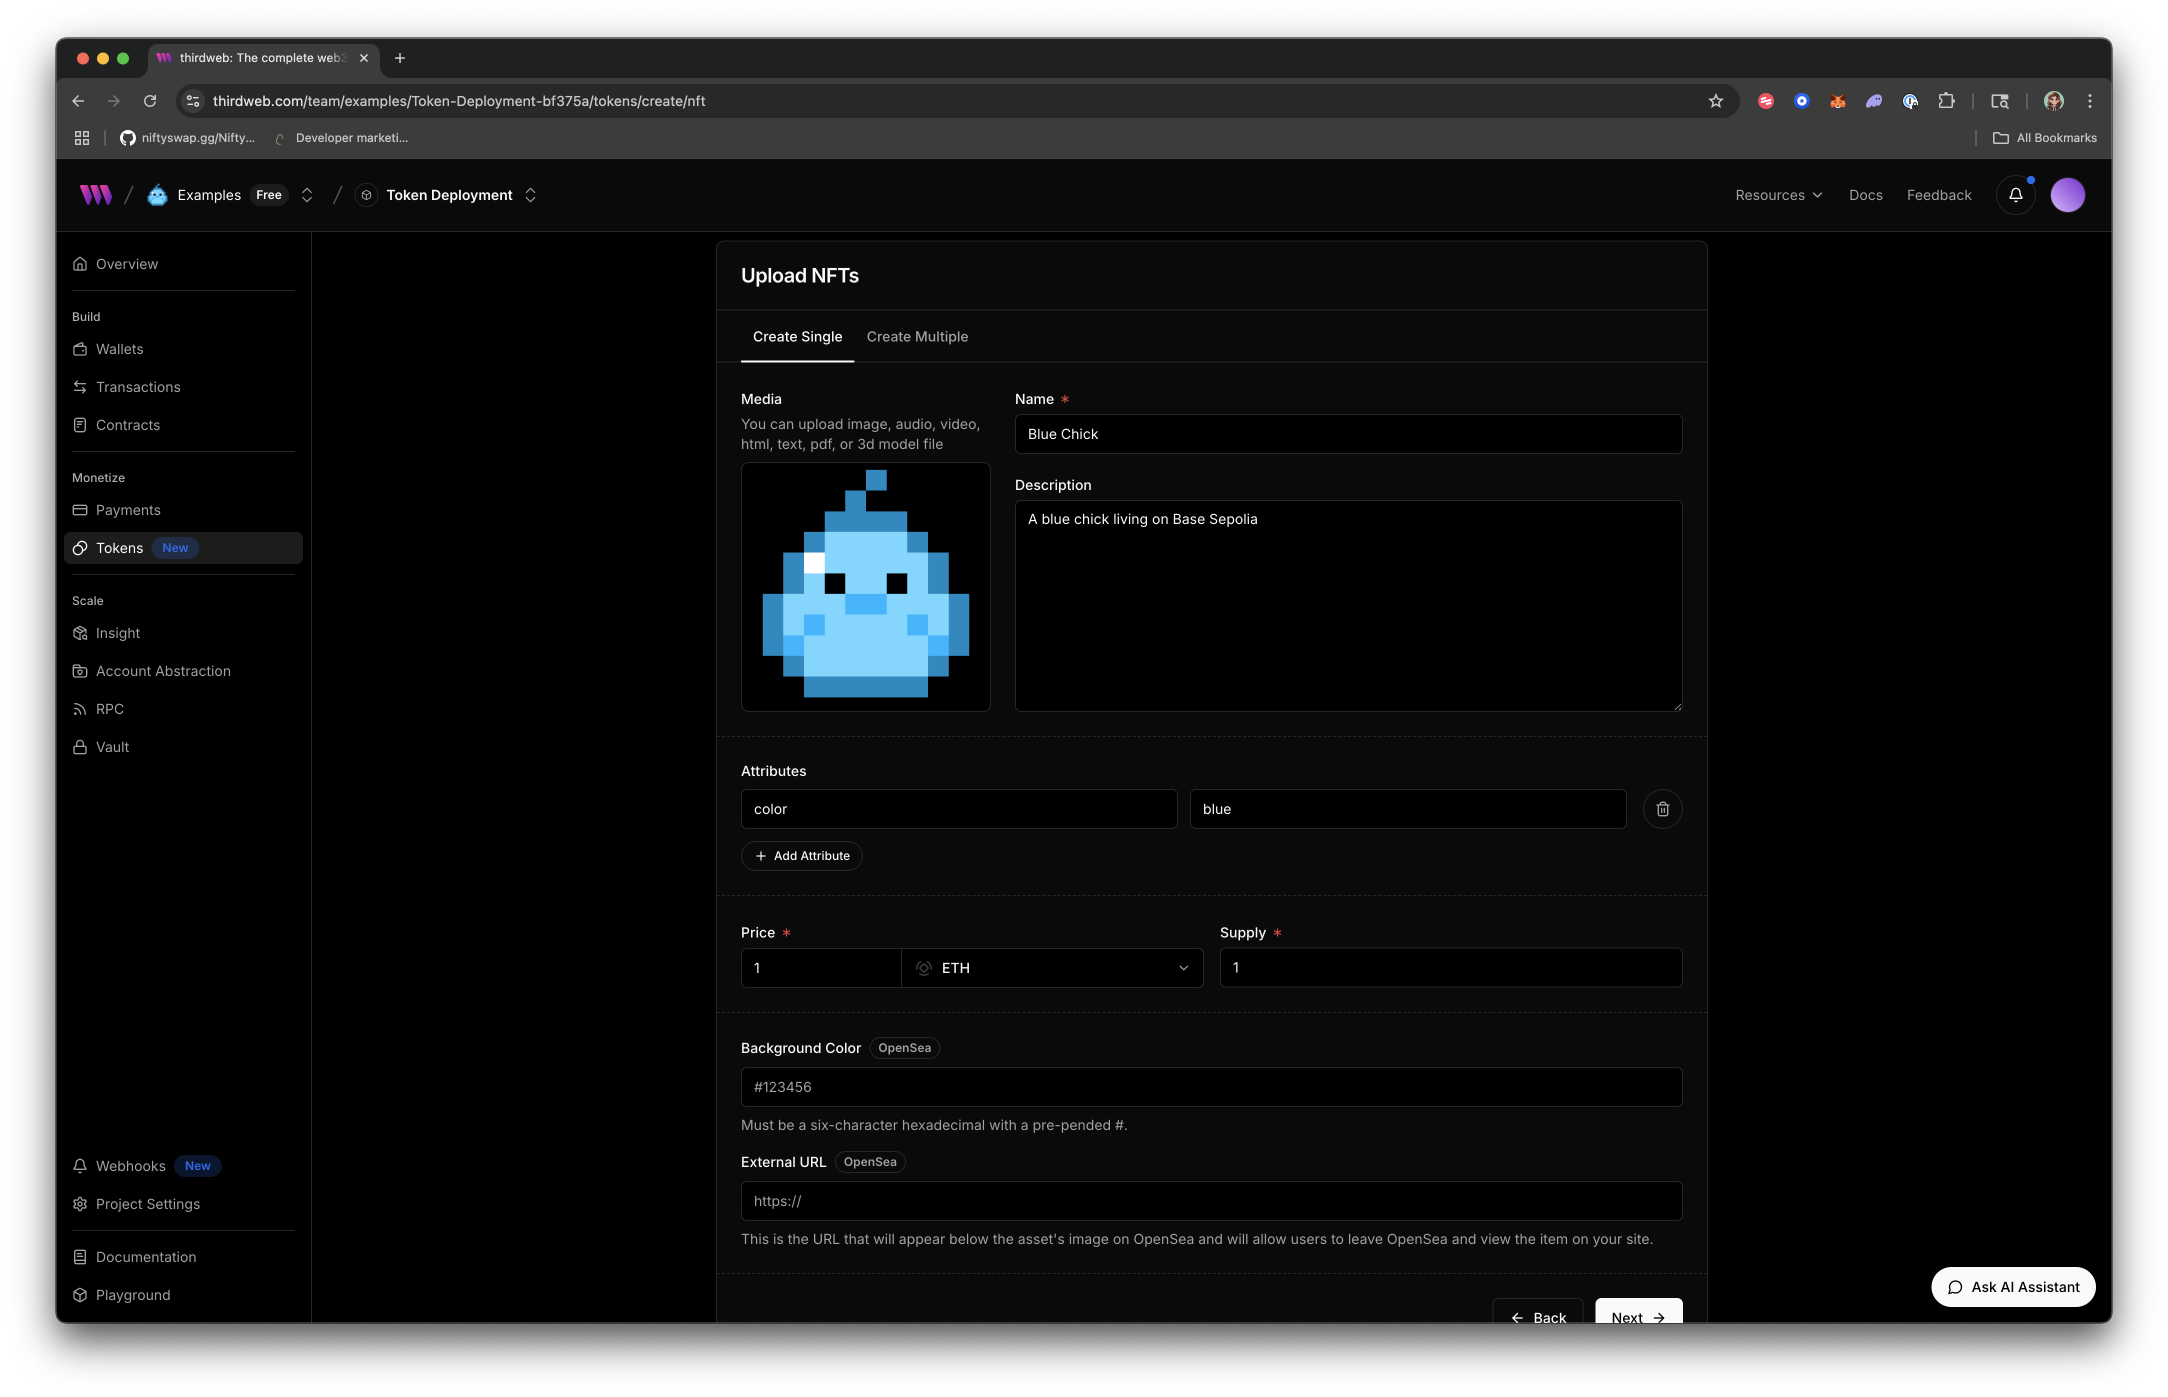 thirdweb: The complete web3
thirdweb.com/team/examples/Token-Deployment-bf375a/tokens/create/nft
niftyswap.gg/Nifty...
Developer marketi...
All Bookmarks
Examples Free
Token Deployment
Resources
Docs
Feedback
Overview
Build
Wallets
Transactions
Contracts
Monetize
Payments
Tokens New
Scale
Insight
Account Abstraction
RPC
Vault
Webhooks New
Project Settings
Documentation
Playground
Upload NFTs
Create Single
Create Multiple
Media
You can upload image, audio, video,
html, text, pdf, or 3d model file
Name *
Blue Chick
Description
A blue chick living on Base Sepolia
Attributes
color
blue
+ Add Attribute
Price *
1
ETH
Supply *
1
Background Color OpenSea
#123456
Must be a six-character hexadecimal with a pre-pended #.
External URL OpenSea
https://
This is the URL that will appear below the asset's image on OpenSea and will allow users to leave OpenSea and view the item on your site.
Back
Next
Ask AI Assistant